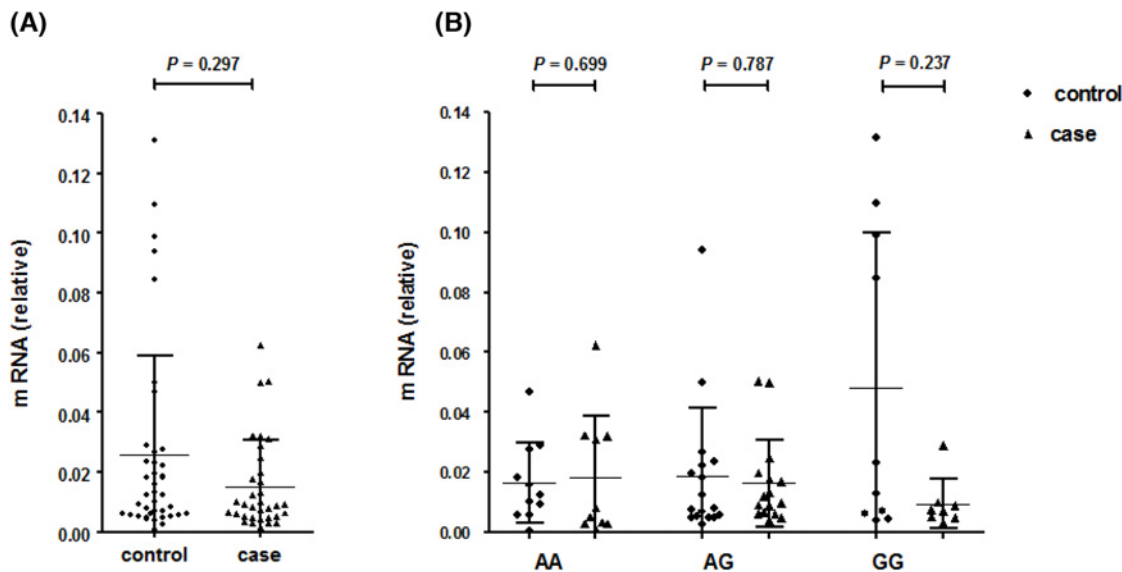 (A)
P = 0.297
0.14
0.12
0.10
0.08
0.06
0.04
0.02
0.00
m RNA (relative)
control
case
(B)
P = 0.699
P = 0.787
P = 0.237
0.14
0.12
0.10
0.08
0.06
0.04
0.02
0.00
m RNA (relative)
AA
AG
GG
control
case